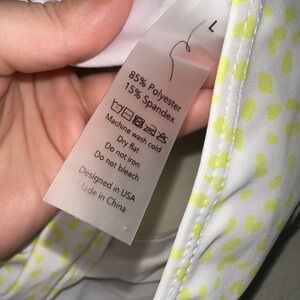 L
85% Polyester
15% Spandex
Machine wash cold
Dry flat
Do not iron
Do not bleach
Designed in USA
Made in China